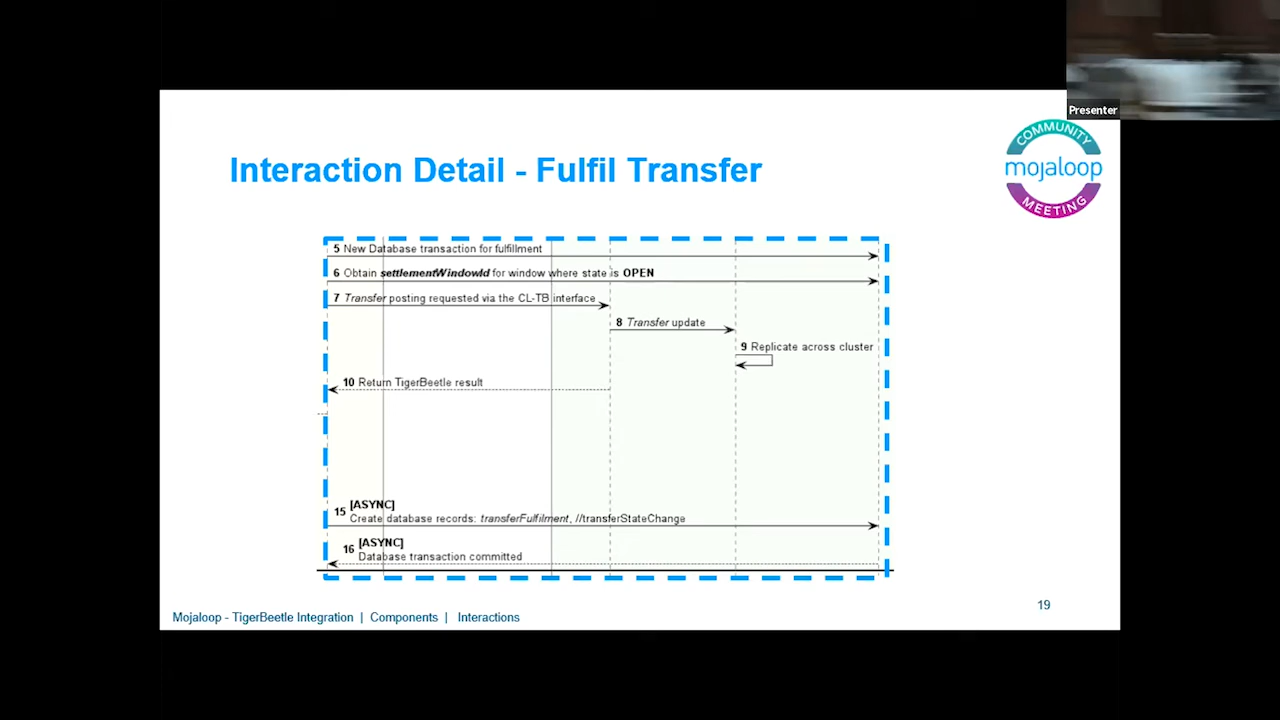 Presenter
COMMUNITY
mojaloop
MEETING
Interaction Detail - Fulfil Transfer
5 New Database transaction for fulfillment
6 Obtain settlementWindowId for window where state is OPEN
7 Transfer posting requested via the CL-TB interface
8 Transfer update
9 Replicate across cluster
10 Return TigerBeetle result
[ASYNC]
15 Create database records: transferFulfilment, //transferStateChange
[ASYNC]
16 Database transaction committed
19
Mojaloop - TigerBeetle Integration | Components | Interactions